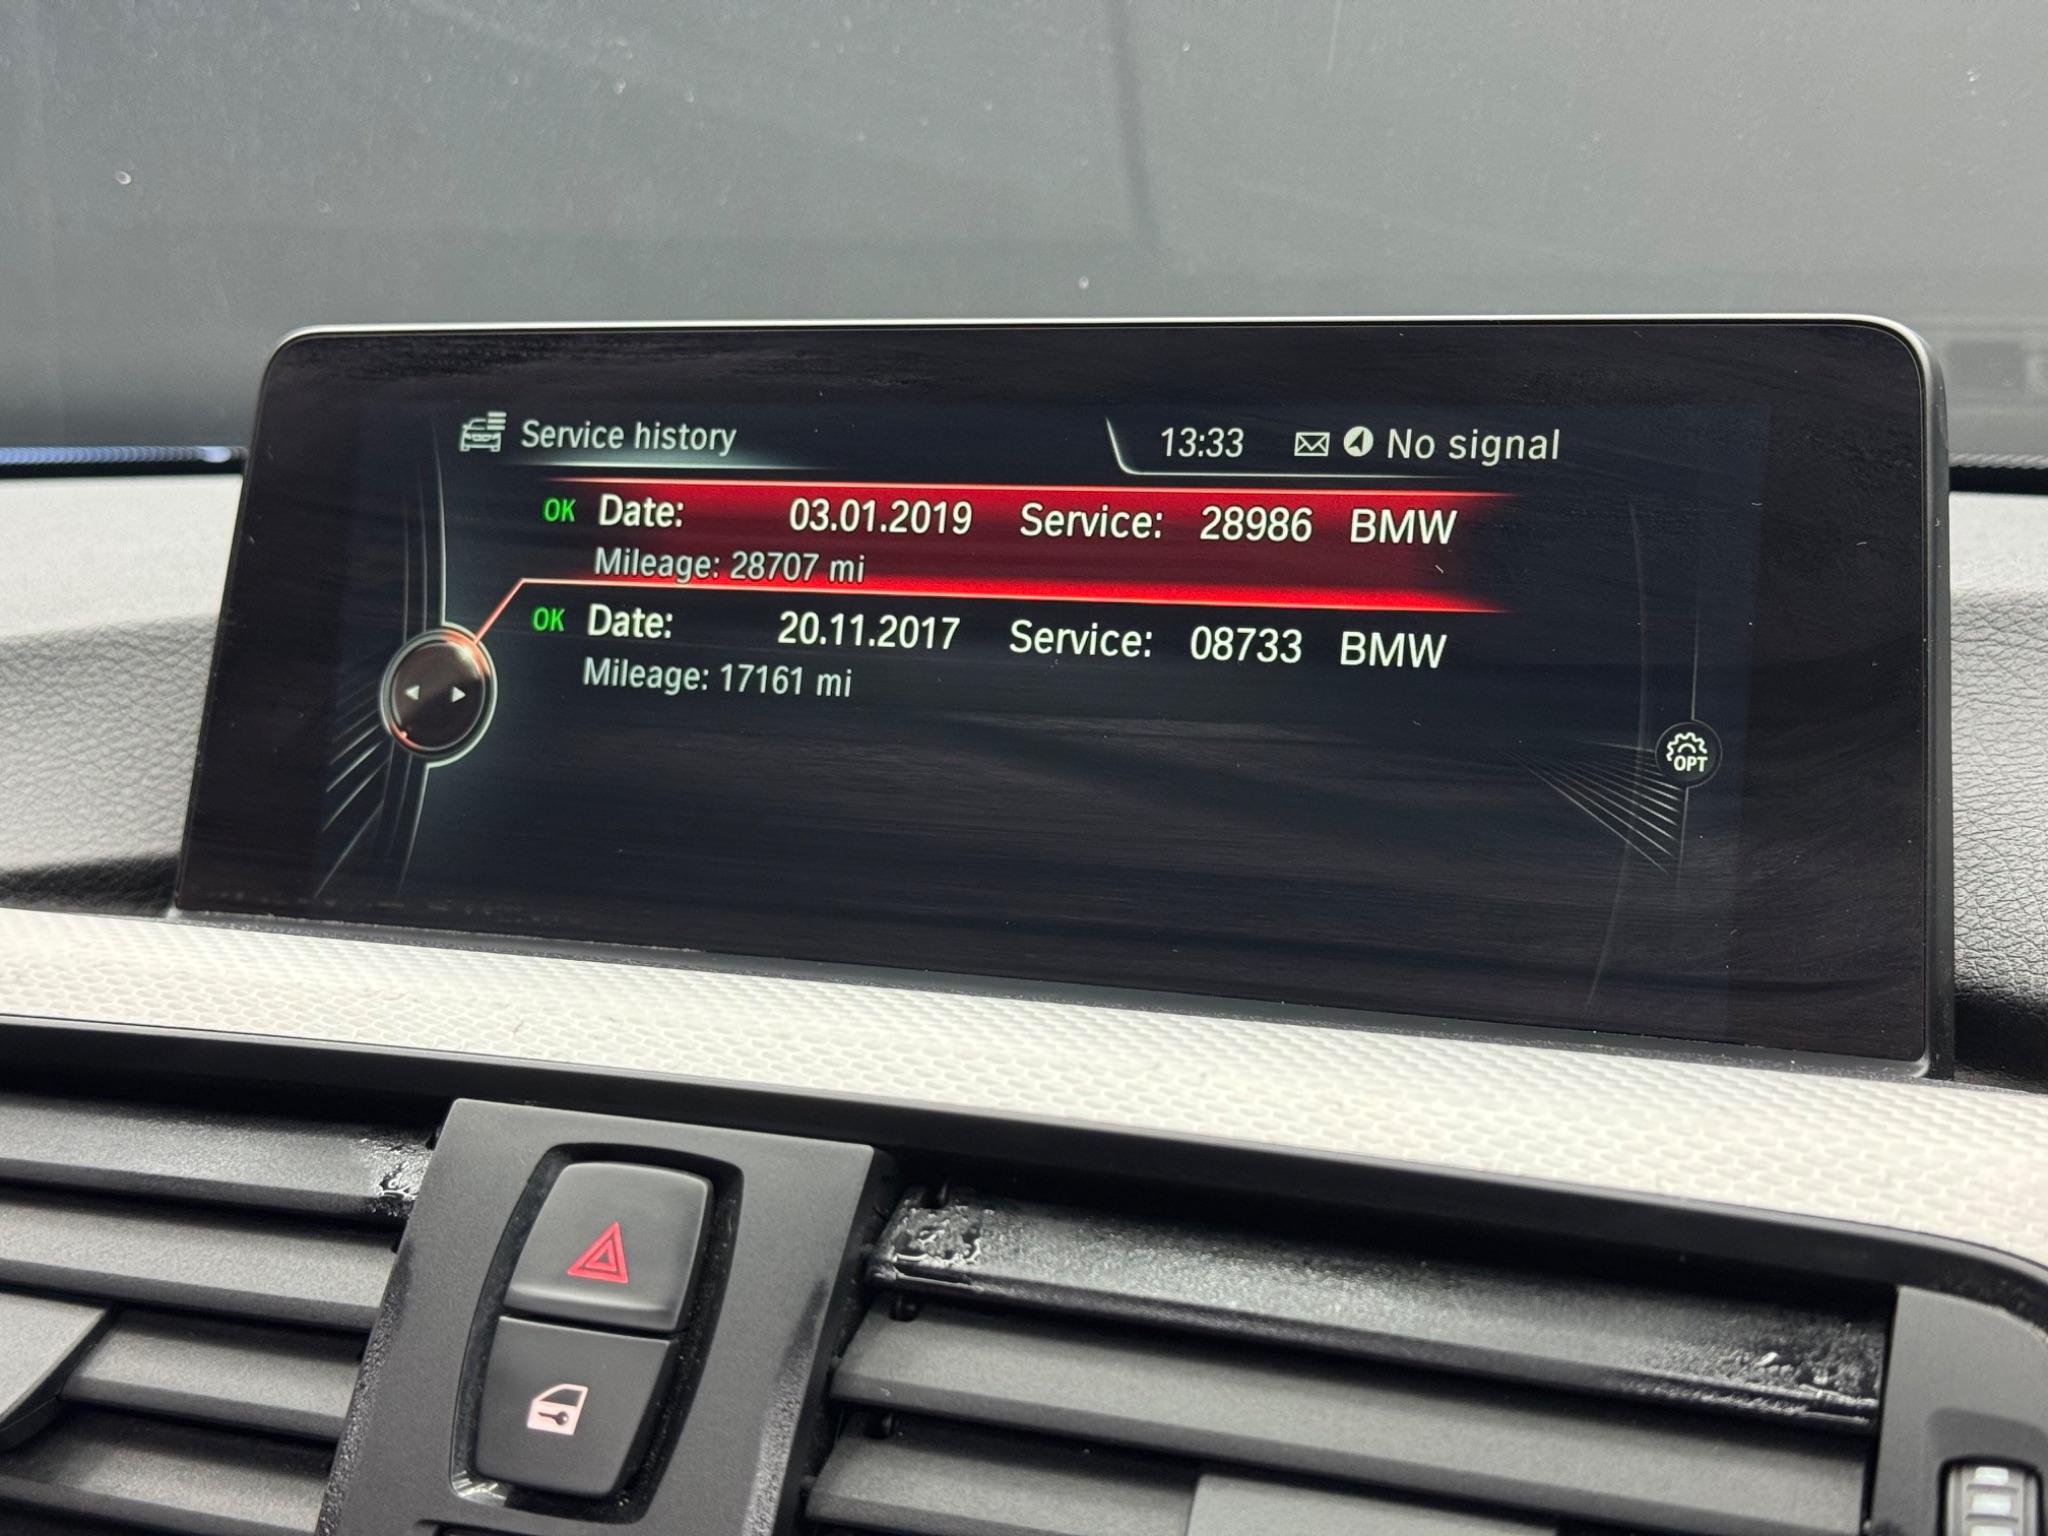 Service history 13:33 No signal
OK Date: 03.01.2019 Service: 28986 BMW
Mileage: 28707 mi
OK Date: 20.11.2017 Service: 08733 BMW
Mileage: 17161 mi
OPT